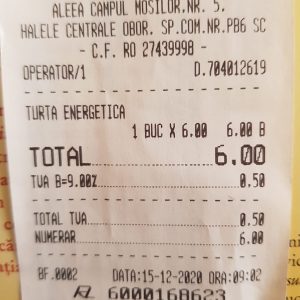 ALEEA CAMPUL MOSILOR,NR. 5,
HALELE CENTRALE OBOR, SP.COM.NR.PB6 SC
- C.F. RO 27439998 -
OPERATOR/1 D.704012619
TURTA ENERGETICA
1 BUC X 6.00 6.00 B
TOTAL 6.00
TVA B=9.00% 0.50
TOTAL TVA 0.50
NUMERAR 6.00
BF.0002 DATA:15-12-2020 ORA:09:02
6000168623